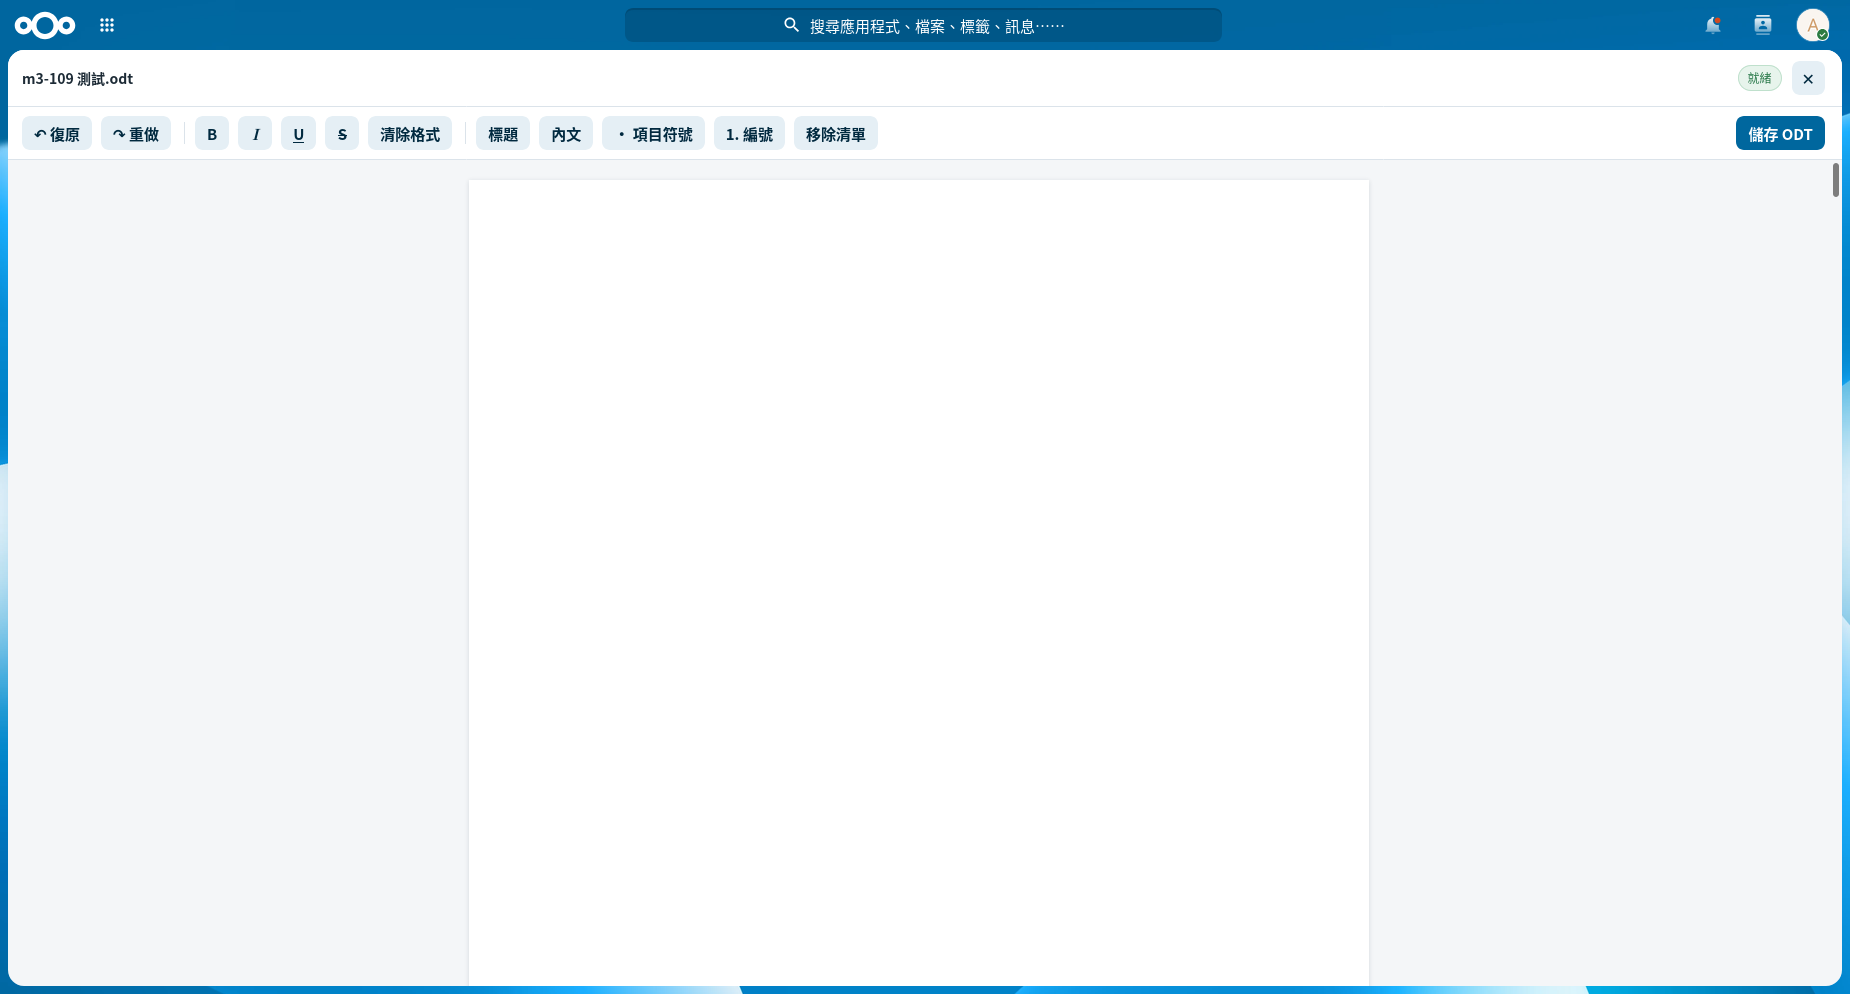 搜尋應用程式、檔案、標籤、訊息……
A
m3-109 測試.odt
就緒
×
↶ 復原 ↷ 重做 B I U S 清除格式 標題 內文 • 項目符號 1. 編號 移除清單 儲存 ODT